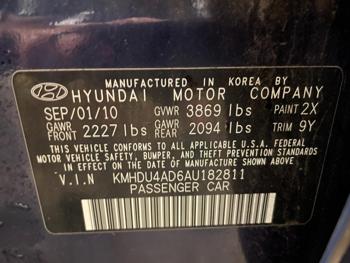 MANUFACTURED IN KOREA BY
HYUNDAI MOTOR COMPANY
SEP/01/10 GVWR 3869 lbs PAINT 2X
GAWR FRONT 2227 lbs GAWR REAR 2094 lbs TRIM 9Y
THIS VEHICLE CONFORMS TO ALL APPLICABLE U.S.A. FEDERAL
MOTOR VEHICLE SAFETY, BUMPER, AND THEFT PREVENTION
STANDARDS IN EFFECT ON THE DATE OF MANUFACTURE SHOWN ABOVE.
V.I.N KMHDU4AD6AU182811
PASSENGER CAR